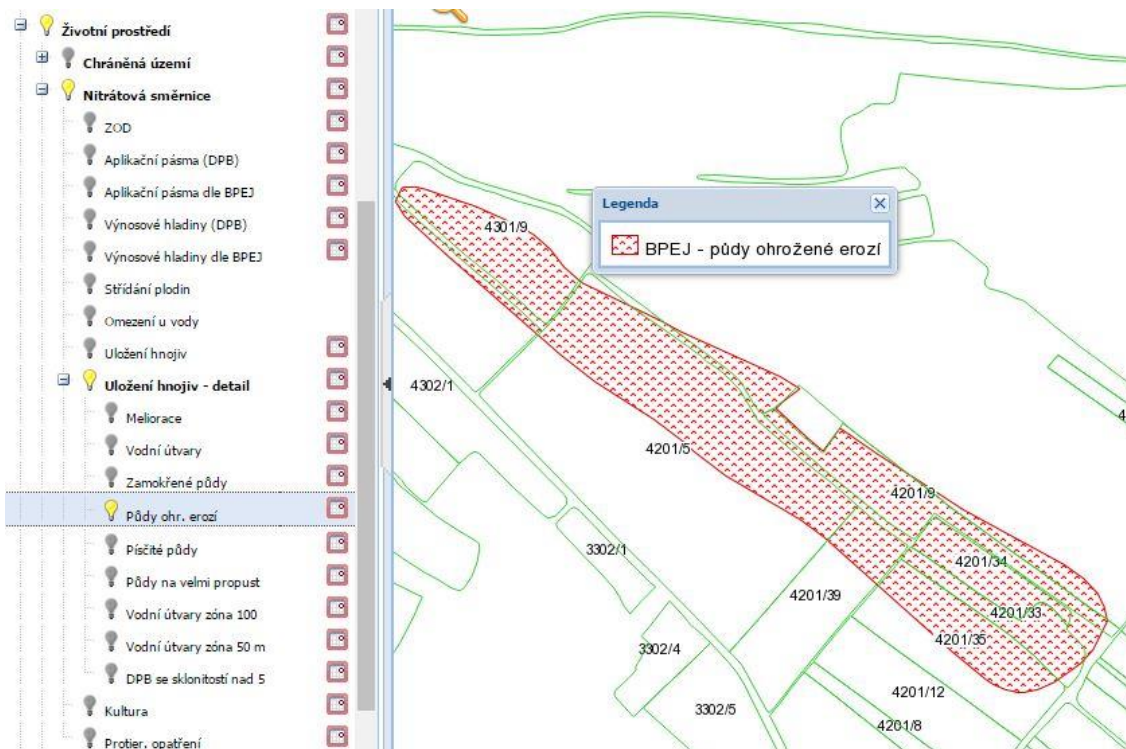 Životní prostředí
Chráněná území
Nitrátová směrnice
ZOD
Aplikační pásma (DPB)
Aplikační pásma dle BPEJ
Výnosové hladiny (DPB)
Výnosové hladiny dle BPEJ
Střídání plodin
Omezení u vody
Uložení hnojiv
Uložení hnojiv - detail
Meliorace
Vodní útvary
Zamokřené půdy
Půdy ohr. erozí
Písčité půdy
Půdy na velmi propust
Vodní útvary zóna 100
Vodní útvary zóna 50 m
DPB se sklonitostí nad 5
Kultura
Protier. opatření
Legenda
BPEJ - půdy ohrožené erozí
4301/9
4302/1
4
4201/5
4201/9
3302/1
4201/34
4201/39
4201/33
4201/35
3302/4
4201/12
3302/5
4201/8